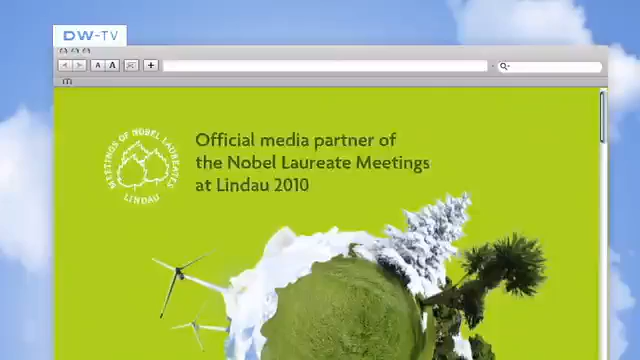 DW-TV
A A +
Official media partner of
the Nobel Laureate Meetings
at Lindau 2010
MEETINGS OF NOBEL LAUREATES
LINDAU